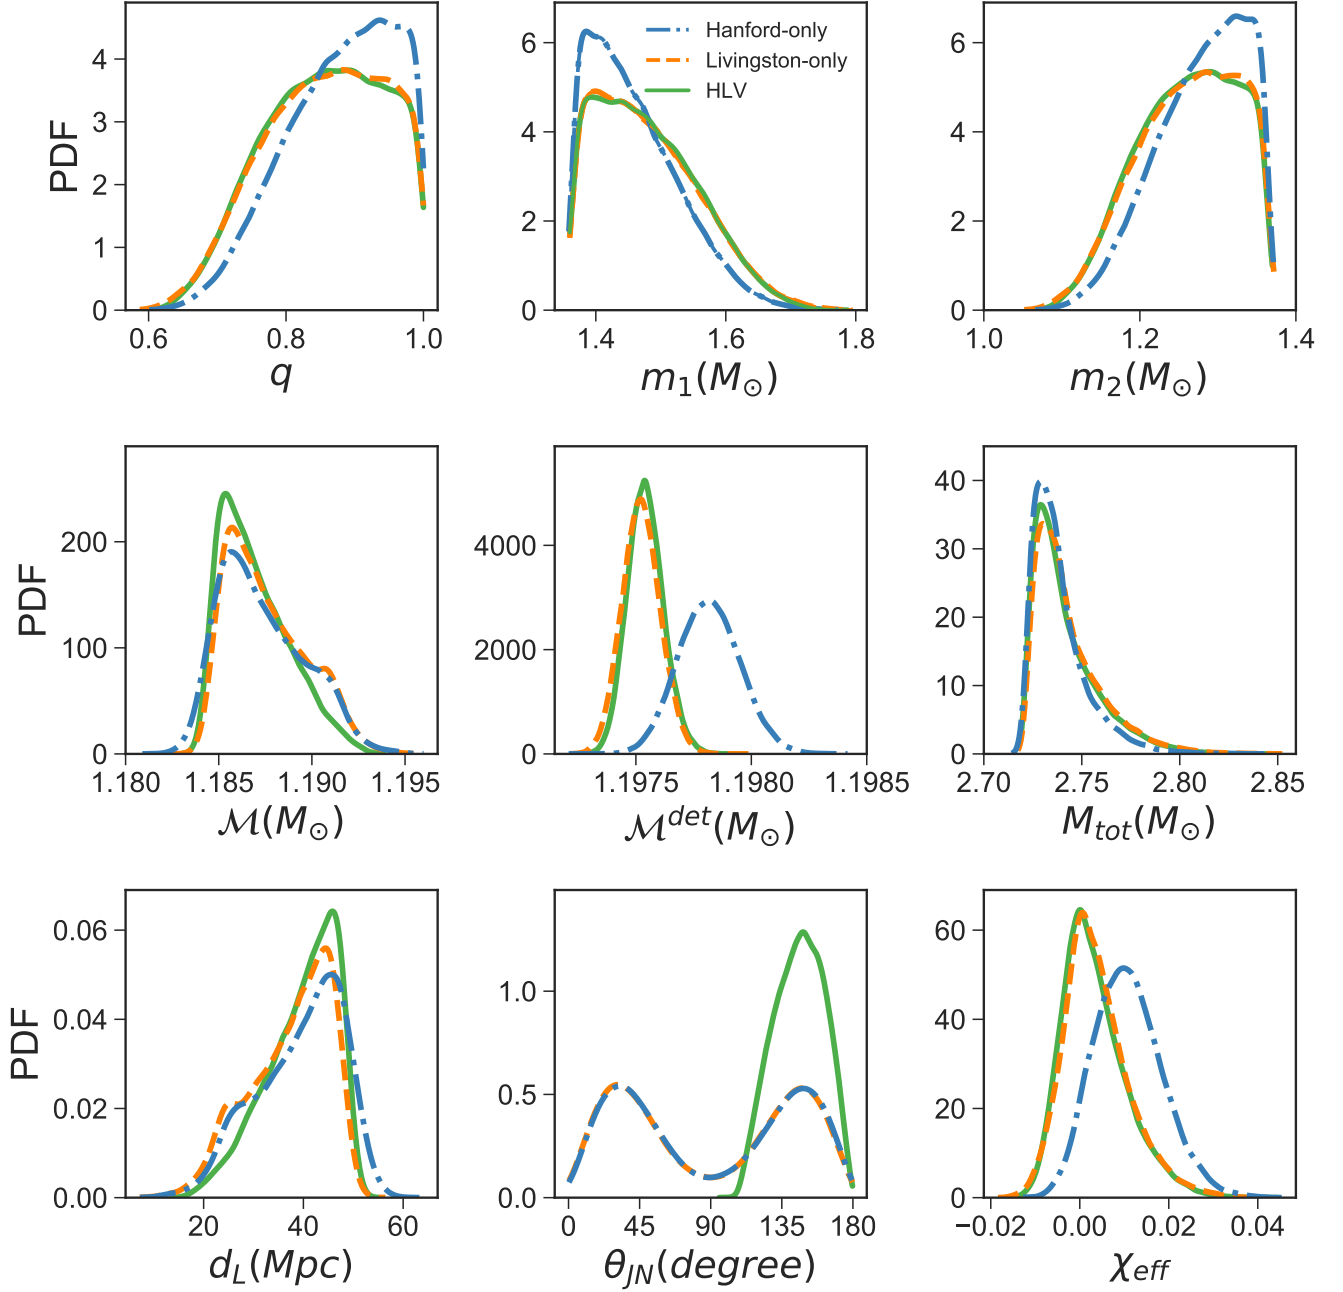 Hanford-only
Livingston-only
HLV
PDF
4
3
2
1
0
0.6 0.8 1.0
q
6
4
2
0
1.4 1.6 1.8
m₁(M⊙)
6
4
2
0
1.0 1.2 1.4
m₂(M⊙)
PDF
200
100
0
1.180 1.185 1.190 1.195
ℳ(M⊙)
4000
2000
0
1.1975 1.1980 1.1985
ℳ^det(M⊙)
40
30
20
10
0
2.70 2.75 2.80 2.85
M_tot(M⊙)
PDF
0.06
0.04
0.02
0.00
20 40 60
d_L(Mpc)
1.0
0.5
0.0
0 45 90 135 180
θ_JN(degree)
60
40
20
0
−0.02 0.00 0.02 0.04
χ_eff